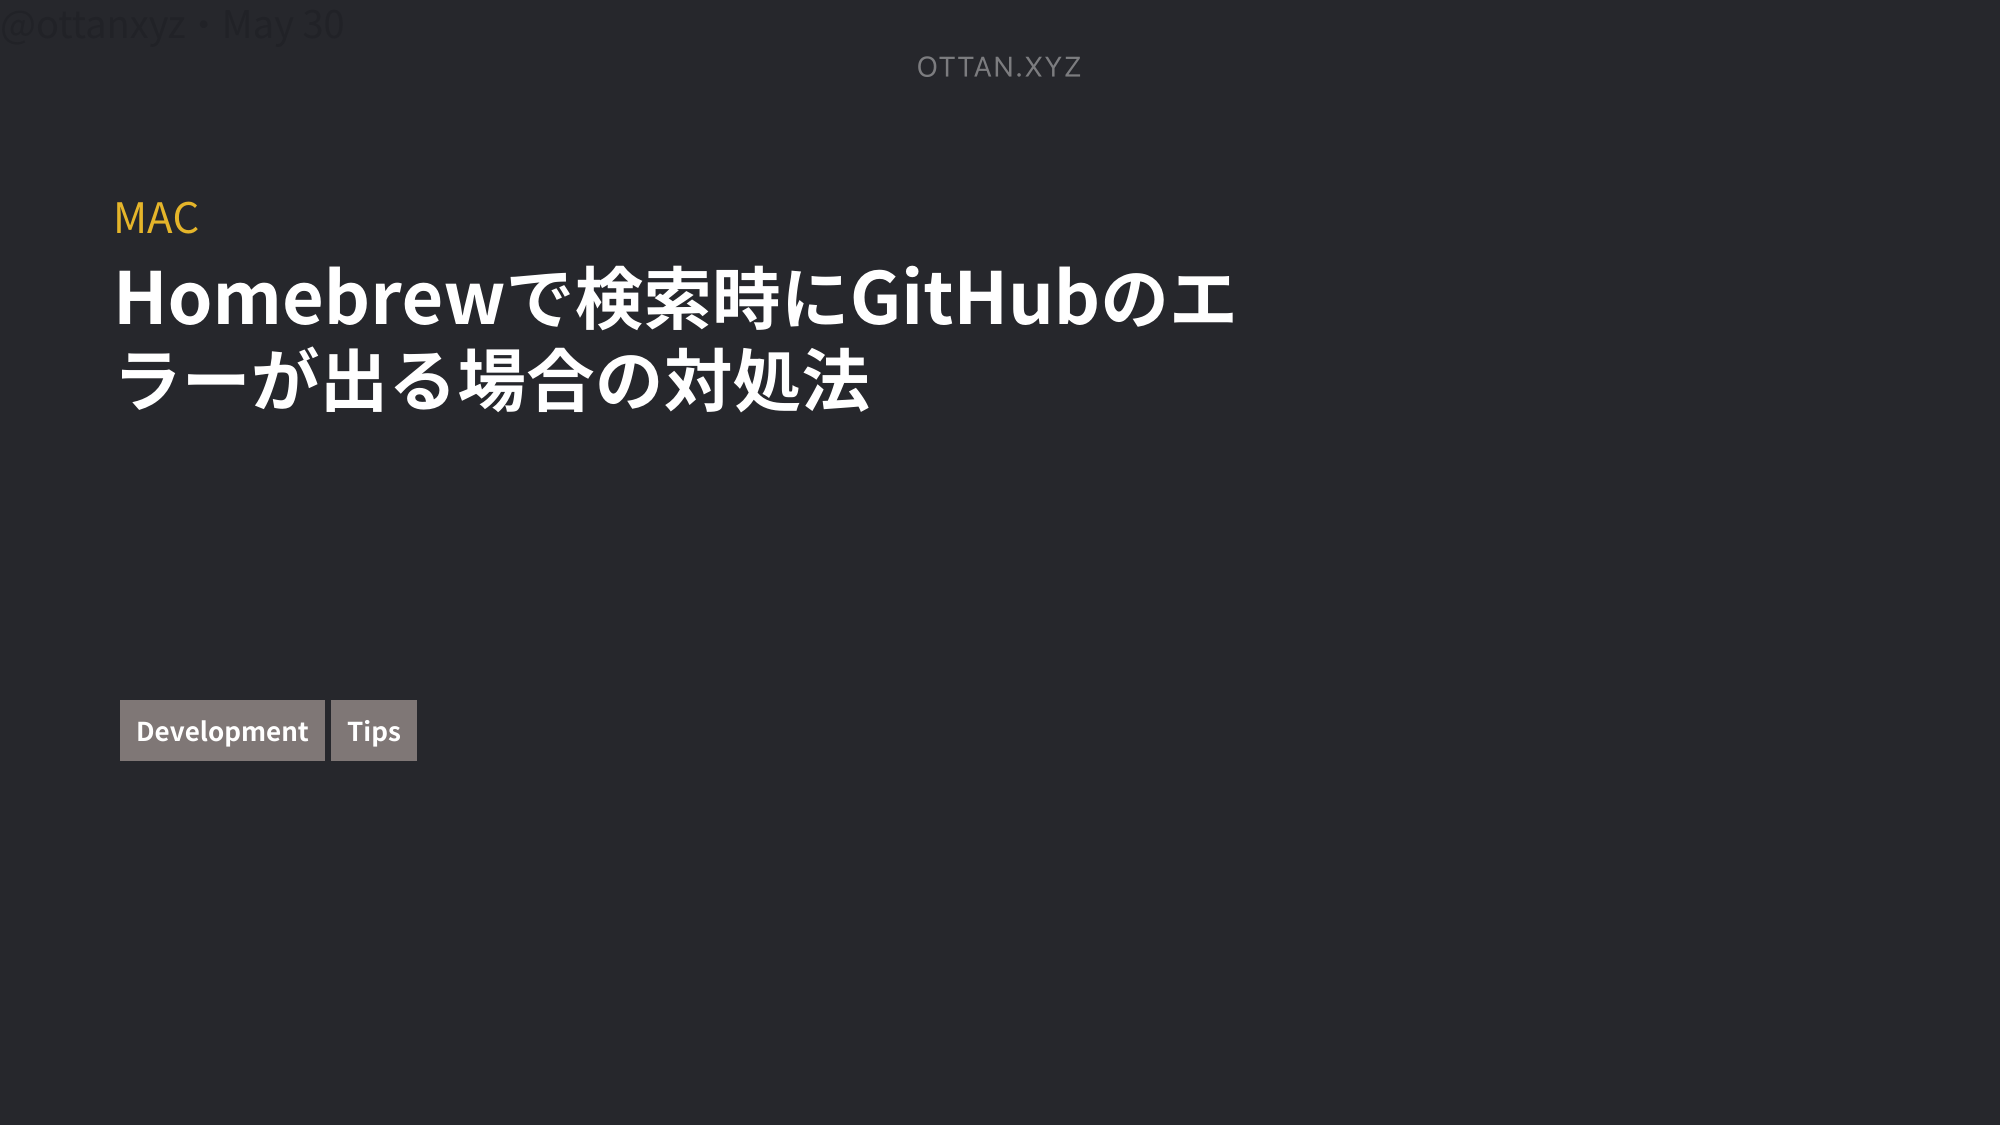 @ottanxyz・May 30
OTTAN.XYZ
MAC
Homebrewで検索時にGitHubのエ
ラーが出る場合の対処法
Development Tips